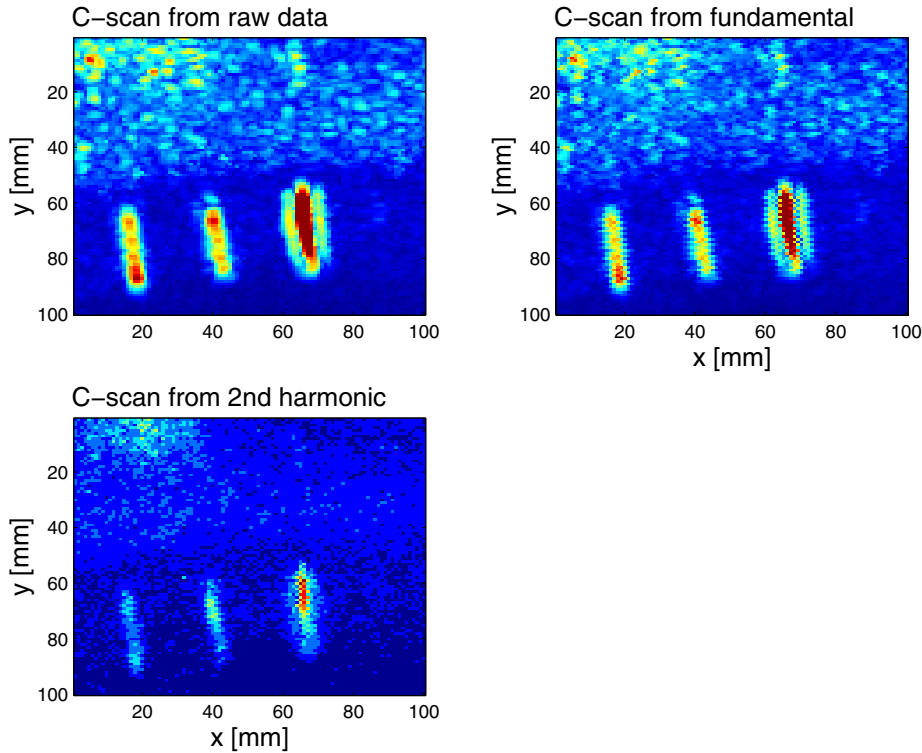 C−scan from raw data
y [mm]
20
40
60
80
100
20 40 60 80 100
C−scan from fundamental
y [mm]
20
40
60
80
100
20 40 60 80 100
x [mm]
C−scan from 2nd harmonic
y [mm]
20
40
60
80
100
20 40 60 80 100
x [mm]